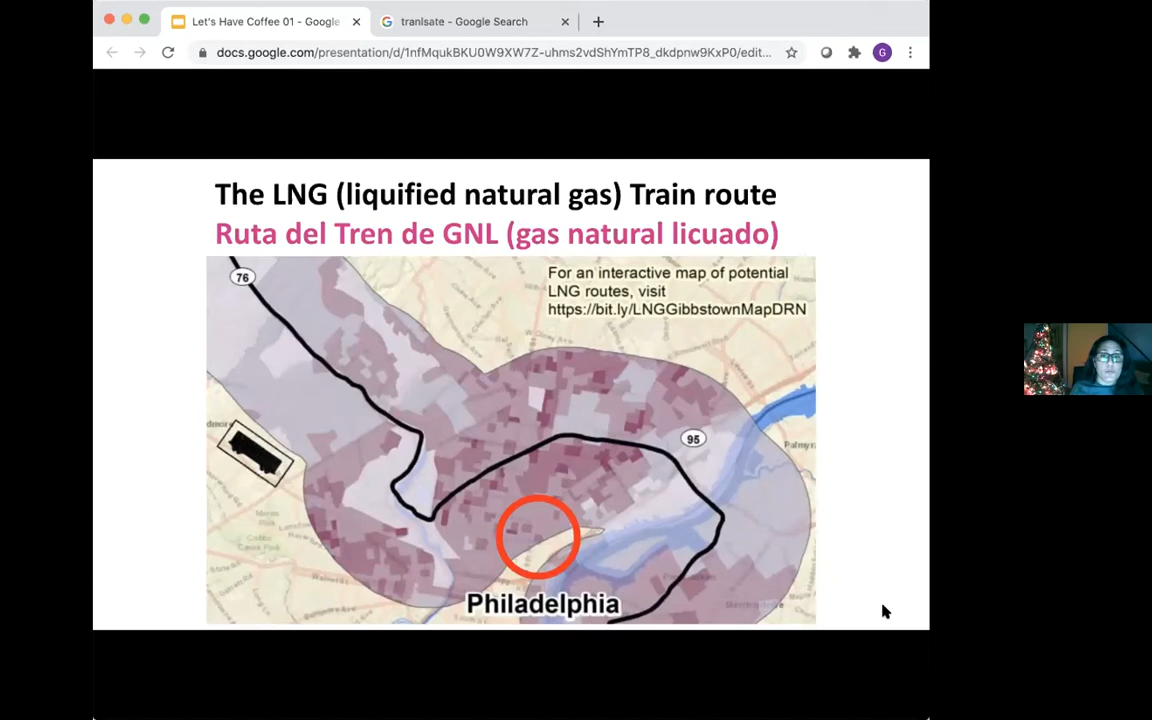 Let's Have Coffee 01 - Google
tranlsate - Google Search
docs.google.com/presentation/d/1nfMqukBKU0W9XW7Z-uhms2vdShYmTP8_dkdpnw9KxP0/edit...
G
The LNG (liquified natural gas) Train route
Ruta del Tren de GNL (gas natural licuado)
For an interactive map of potential
LNG routes, visit
https://bit.ly/LNGGibbstownMapDRN
76
95
Palmyra
Philadelphia